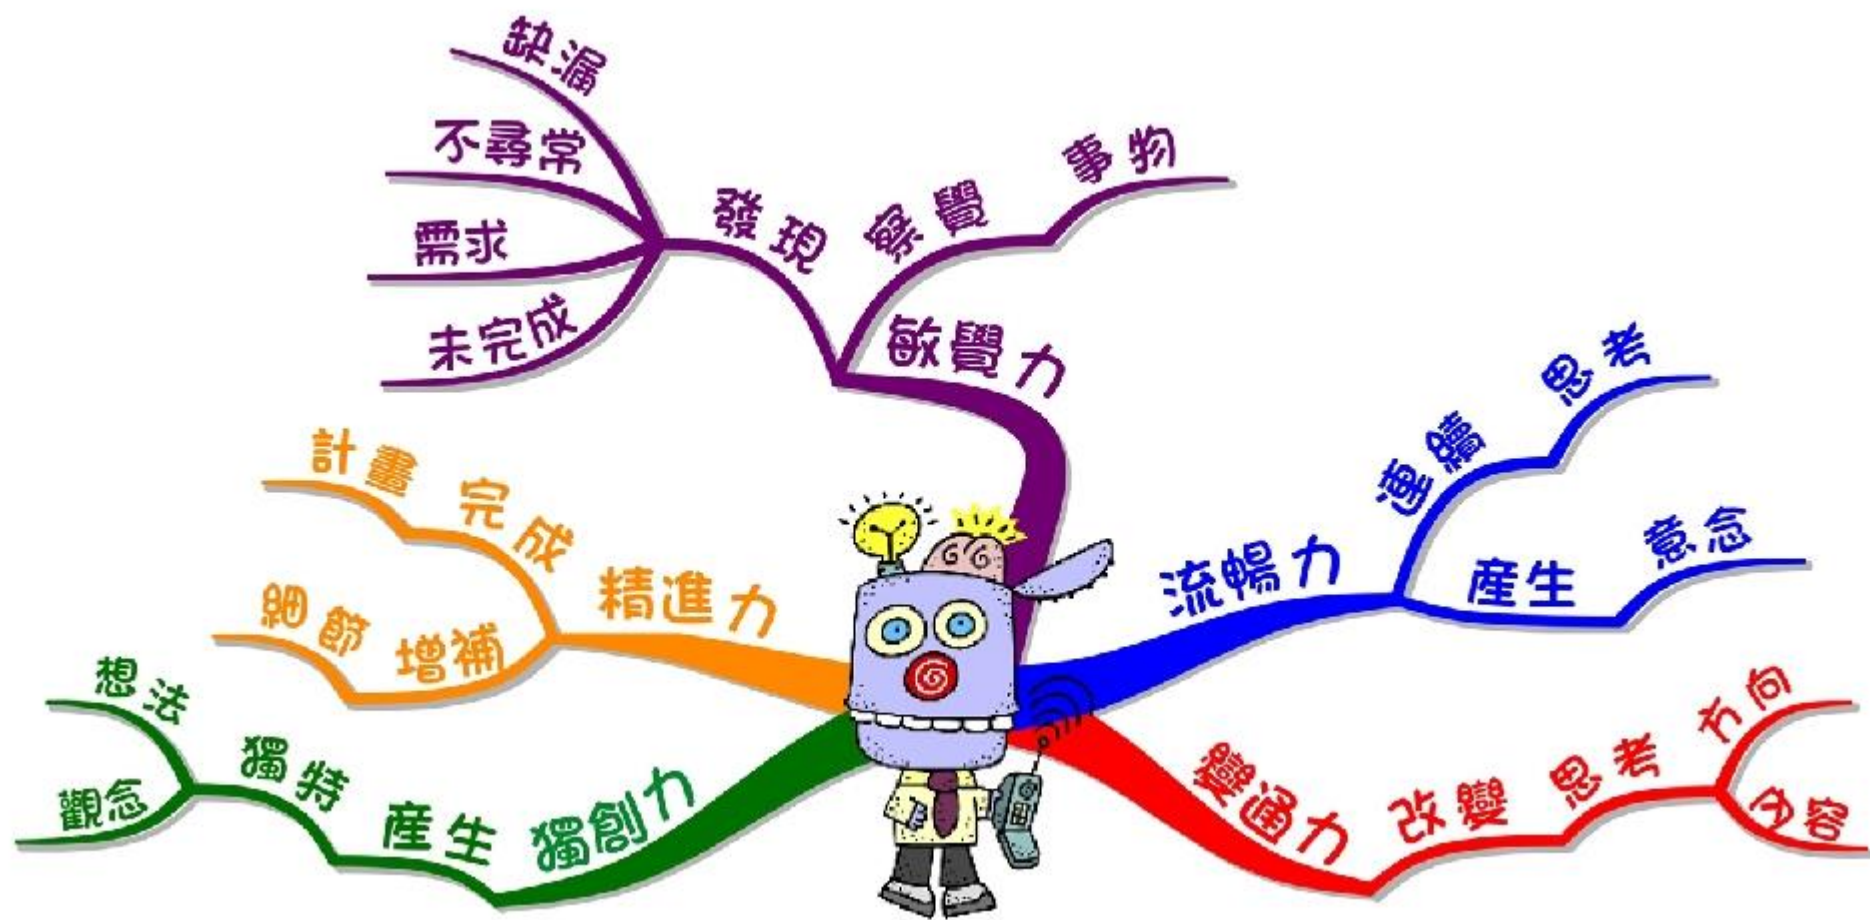 缺漏
不尋常
需求
未完成
發現
察覺
事物
敏覺力
連續
思考
產生
意念
流暢力
變通力
改變
思考
方向
內容
計畫
完成
細節
增補
精進力
想法
觀念
獨特
產生
獨創力